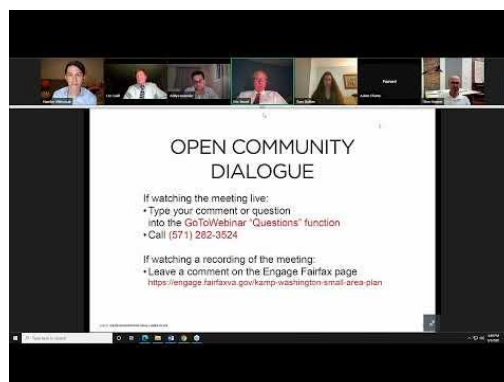 OPEN COMMUNITY
DIALOGUE
If watching the meeting live:
• Type your comment or question
into the GoToWebinar "Questions" function
• Call (571) 282-3524
If watching a recording of the meeting:
• Leave a comment on the Engage Fairfax page
https://engage.fairfaxva.gov/kamp-washington-small-area-plan